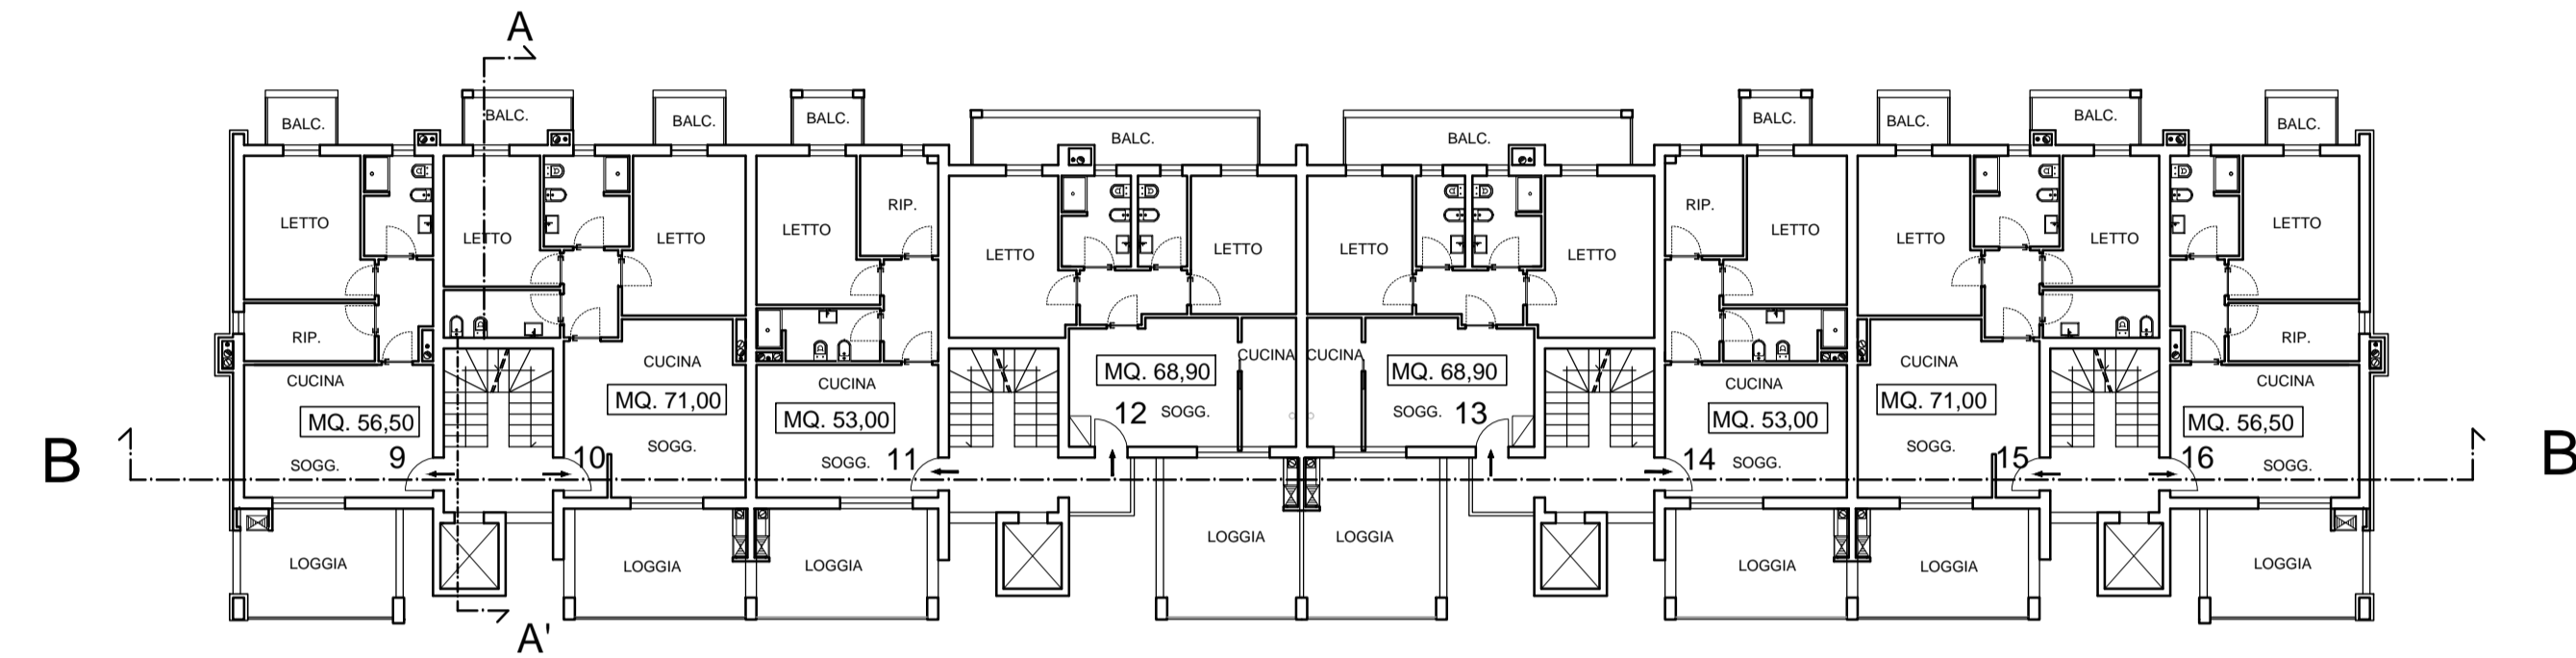 A
BALC.
BALC.
BALC.
BALC.
BALC.
BALC.
BALC.
BALC.
BALC.
BALC.
LETTO
LETTO
LETTO
LETTO
RIP.
LETTO
LETTO
LETTO
LETTO
RIP.
LETTO
LETTO
LETTO
LETTO
RIP.
RIP.
CUCINA
CUCINA
CUCINA
CUCINA
CUCINA
CUCINA
CUCINA
CUCINA
MQ. 56,50
MQ. 71,00
MQ. 53,00
MQ. 68,90
MQ. 68,90
MQ. 53,00
MQ. 71,00
MQ. 56,50
SOGG.
SOGG.
SOGG.
SOGG.
SOGG.
SOGG.
SOGG.
SOGG.
B
9
10
11
12
13
14
15
16
B
LOGGIA
LOGGIA
LOGGIA
LOGGIA
LOGGIA
LOGGIA
LOGGIA
LOGGIA
A'